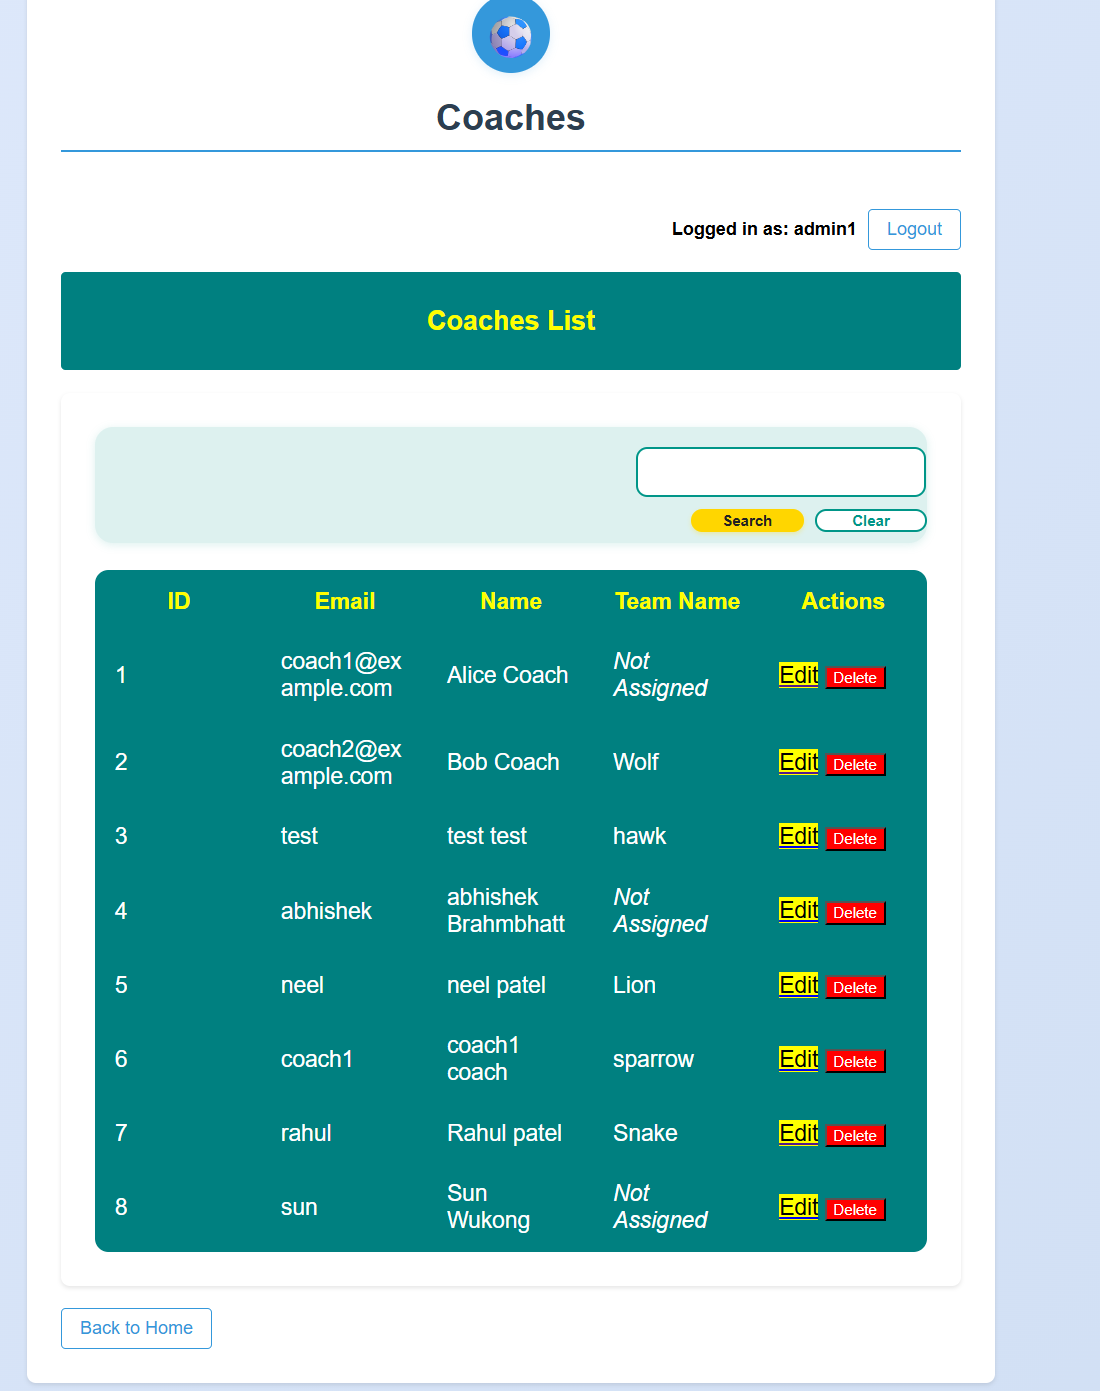 Coaches
Logged in as: admin1 Logout
Coaches List
Search Clear
ID Email Name Team Name Actions
1 coach1@ex
ample.com Alice Coach Not
Assigned Edit Delete
2 coach2@ex
ample.com Bob Coach Wolf Edit Delete
3 test test test hawk Edit Delete
4 abhishek abhishek
Brahmbhatt Not
Assigned Edit Delete
5 neel neel patel Lion Edit Delete
6 coach1 coach1
coach sparrow Edit Delete
7 rahul Rahul patel Snake Edit Delete
8 sun Sun
Wukong Not
Assigned Edit Delete
Back to Home